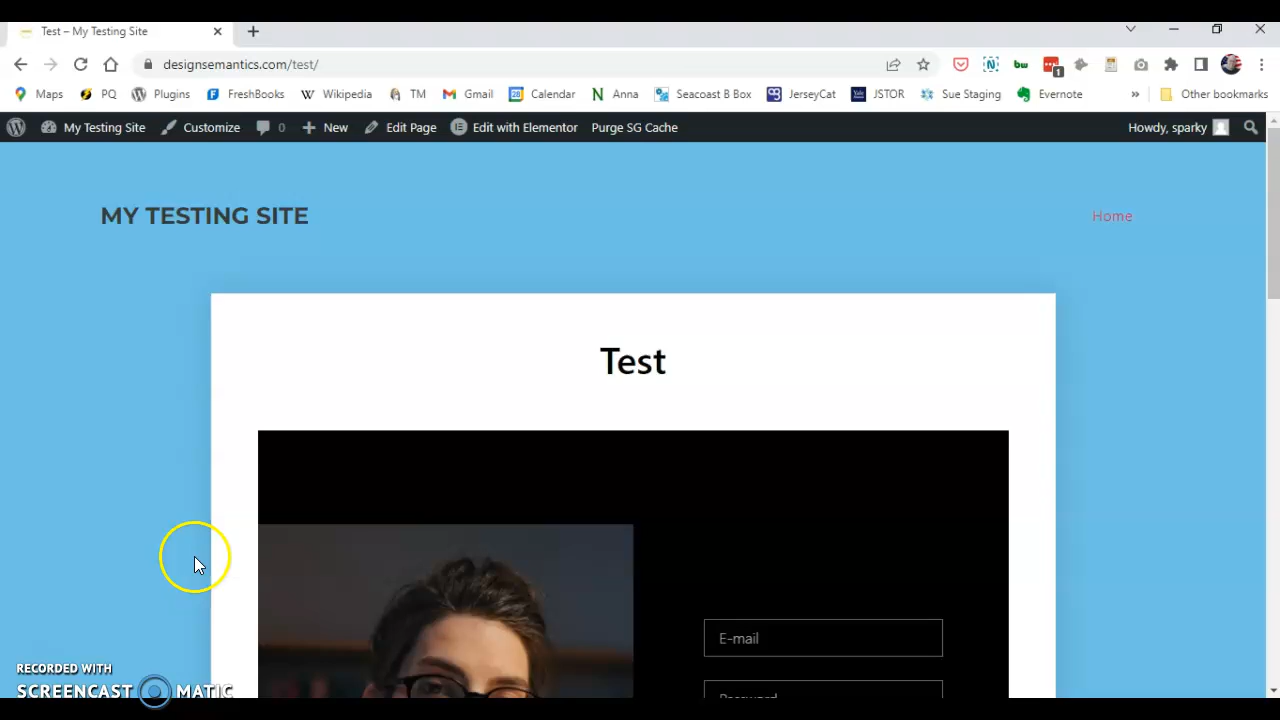 Test – My Testing Site
designsemantics.com/test/
1
Maps PQ Plugins FreshBooks Wikipedia TM Gmail Calendar Anna Seacoast B Box JerseyCat JSTOR Sue Staging Evernote » Other bookmarks
My Testing Site Customize 0 New Edit Page Edit with Elementor Purge SG Cache Howdy, sparky
MY TESTING SITE
Home
Test
E-mail
Password
RECORDED WITH
SCREENCAST MATIC